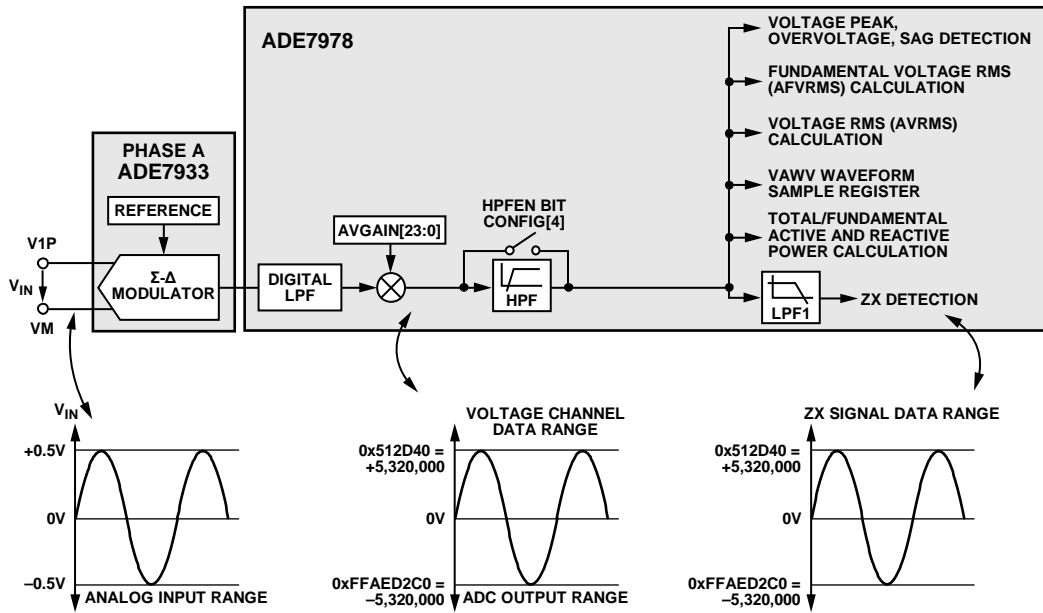 ADE7978
VOLTAGE PEAK,
OVERVOLTAGE, SAG DETECTION
FUNDAMENTAL VOLTAGE RMS
(AFVRMS) CALCULATION
VOLTAGE RMS (AVRMS)
CALCULATION
VAWV WAVEFORM
SAMPLE REGISTER
TOTAL/FUNDAMENTAL
ACTIVE AND REACTIVE
POWER CALCULATION
PHASE A
ADE7933
REFERENCE
V1P
VIN
VM
Σ-Δ
MODULATOR
DIGITAL
LPF
AVGAIN[23:0]
HPFEN BIT
CONFIG[4]
HPF
LPF1
ZX DETECTION
VIN
+0.5V
0V
–0.5V
ANALOG INPUT RANGE
VOLTAGE CHANNEL
DATA RANGE
0x512D40 =
+5,320,000
0V
0xFFAED2C0 =
–5,320,000
ADC OUTPUT RANGE
ZX SIGNAL DATA RANGE
0x512D40 =
+5,320,000
0V
0xFFAED2C0 =
–5,320,000